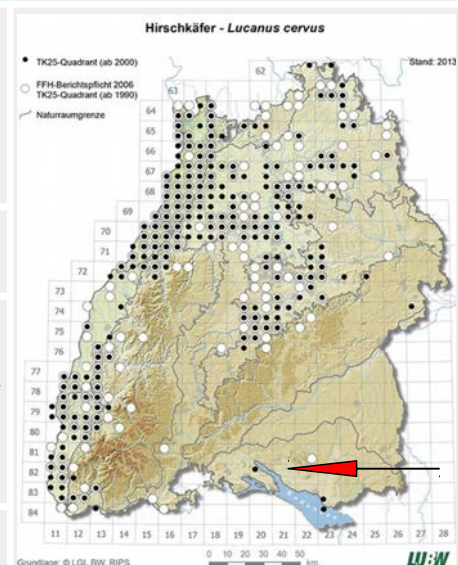 Hirschkäfer - Lucanus cervus
TK25-Quadrant (ab 2000)
FFH-Berichtspflicht 2006
TK25-Quadrant (ab 1990)
Naturraumgrenze
Stand: 2013
62
63
64
65
66
67
68
69
70
71
72
73
74
75
76
77
78
79
80
81
82
83
84
11 12 13 14 15 16 17 18 19 20 21 22 23 24 25 26 27 28
0 10 20 30 40 50
km
Grundlage: © LGL BW, RIPS
LUBW